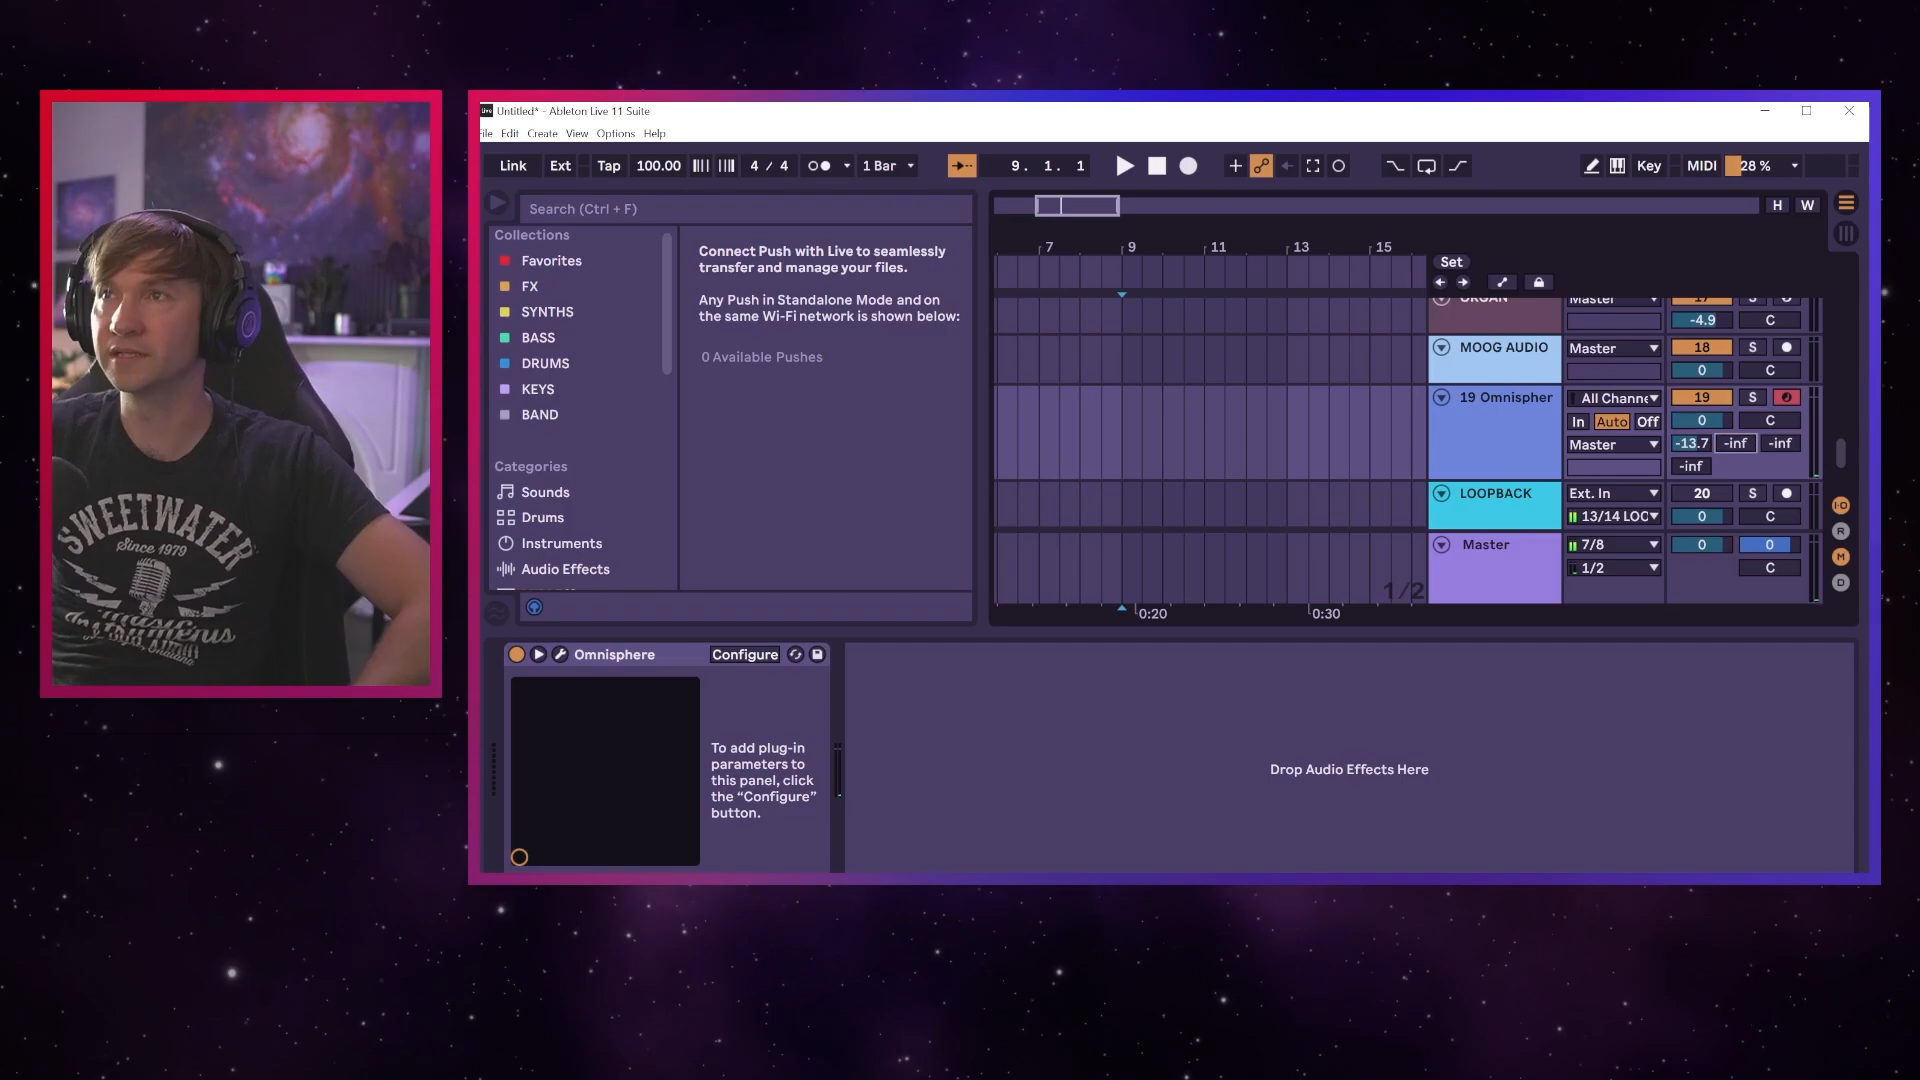 Untitled* - Ableton Live 11 Suite
File Edit Create View Options Help
Link Ext Tap 100.00 4 / 4 1 Bar 9. 1. 1 Key MIDI 28 %
Search (Ctrl + F)
Collections
Favorites
FX
SYNTHS
BASS
DRUMS
KEYS
BAND
Categories
Sounds
Drums
Instruments
Audio Effects
Connect Push with Live to seamlessly
transfer and manage your files.
Any Push in Standalone Mode and on
the same Wi-Fi network is shown below:
0 Available Pushes
H W
7 9 11 13 15
Set
ORGAN Master 17 S
-4.9 C
MOOG AUDIO Master 18 S
0 C
19 Omnispher All Channe 19 S
In Auto Off 0 C
Master -13.7 -inf -inf
-inf
LOOPBACK Ext. In 20 S
13/14 LOC 0 C
Master 7/8 0 0
1/2 C
1/2
0:20 0:30
I·O
R
M
D
Omnisphere Configure
To add plug-in
parameters to
this panel, click
the “Configure”
button.
Drop Audio Effects Here
SWEETWATER
Since 1979
Music
Instruments